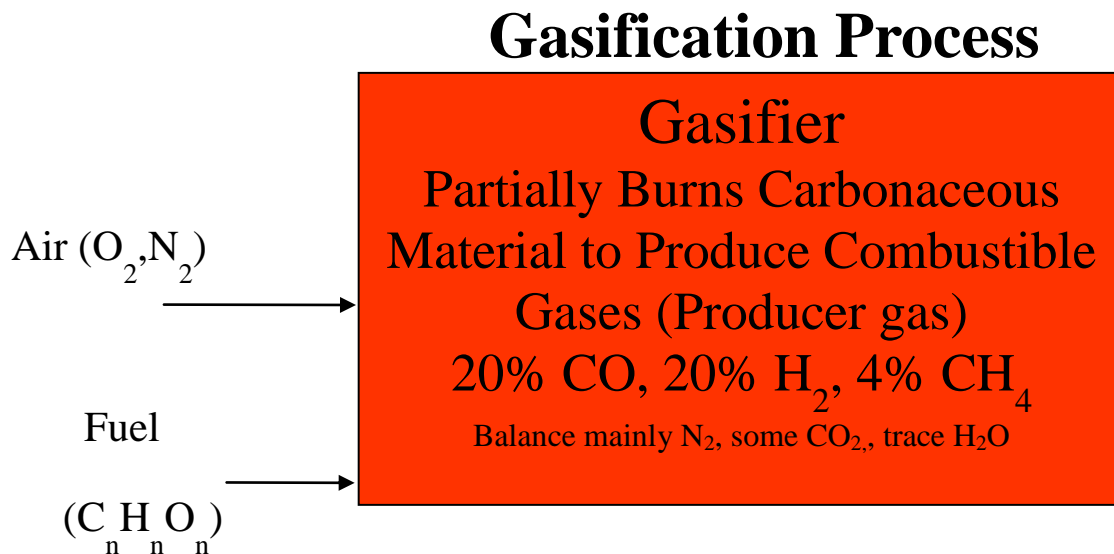 Gasification Process
Gasifier
Partially Burns Carbonaceous
Material to Produce Combustible
Gases (Producer gas)
20% CO, 20% H₂, 4% CH₄
Balance mainly N₂, some CO₂,, trace H₂O
Air (O₂,N₂)
Fuel
(CₙHₙOₙ)